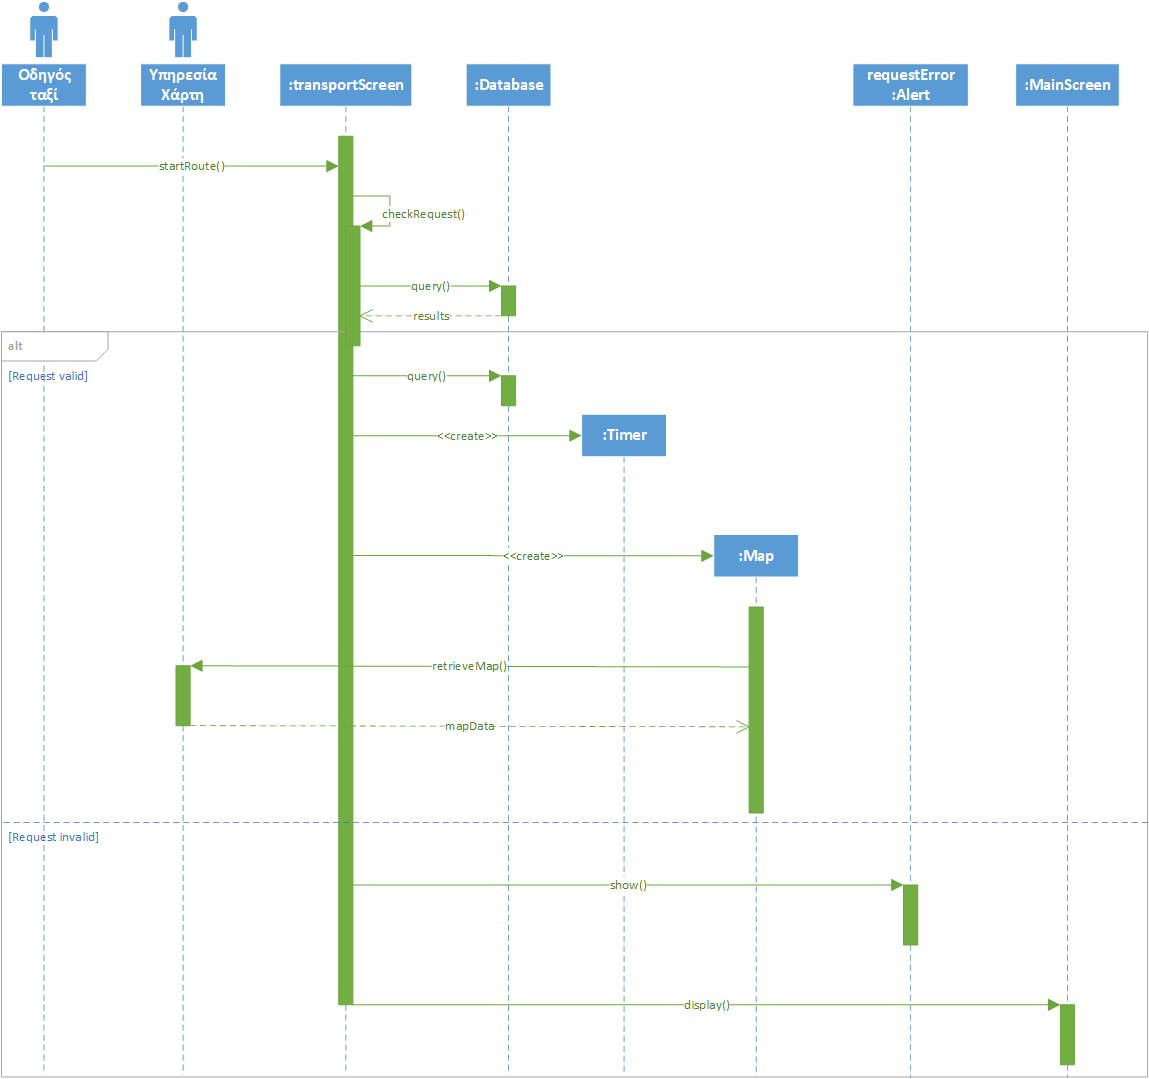 Οδηγός
ταξί
Υπηρεσία
Χάρτη
:transportScreen
:Database
requestError
:Alert
:MainScreen
startRoute()
checkRequest()
query()
results
alt
[Request valid]
query()
<<create>>
:Timer
<<create>>
:Map
retrieveMap()
mapData
[Request invalid]
show()
display()